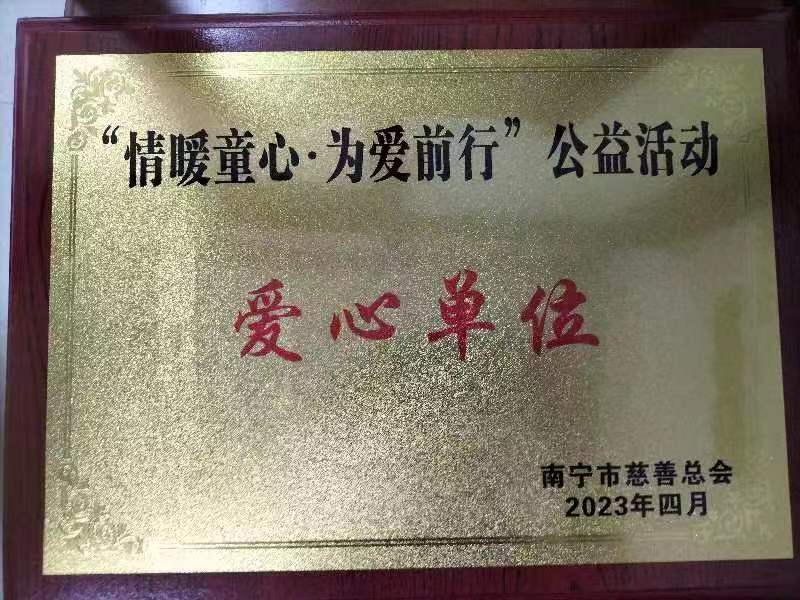 “情暖童心·为爱前行”公益活动
爱心单位
南宁市慈善总会
2023年四月